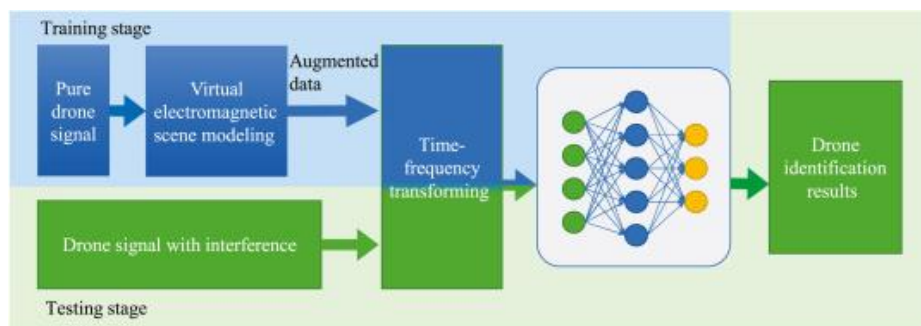 Training stage
Pure
drone
signal
Virtual
electromagnetic
scene modeling
Augmented
data
Time-
frequency
transforming
Drone
identification
results
Drone signal with interference
Testing stage